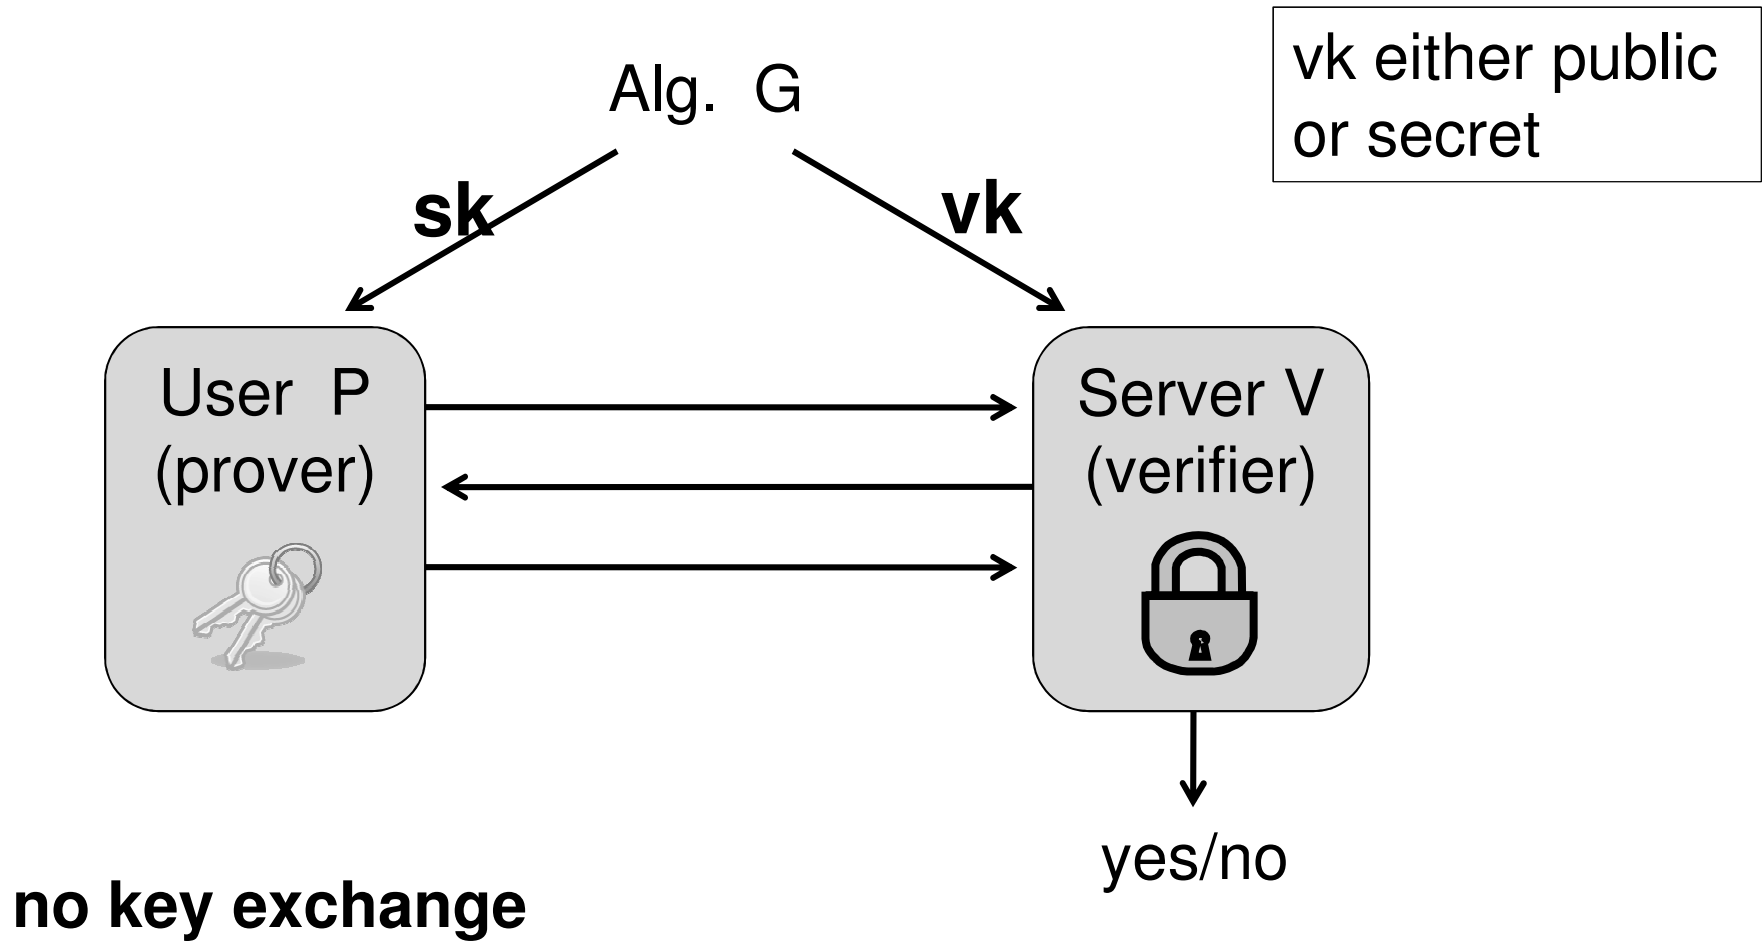 Alg. G
vk either public
or secret
sk
vk
User P
(prover)
Server V
(verifier)
yes/no
no key exchange